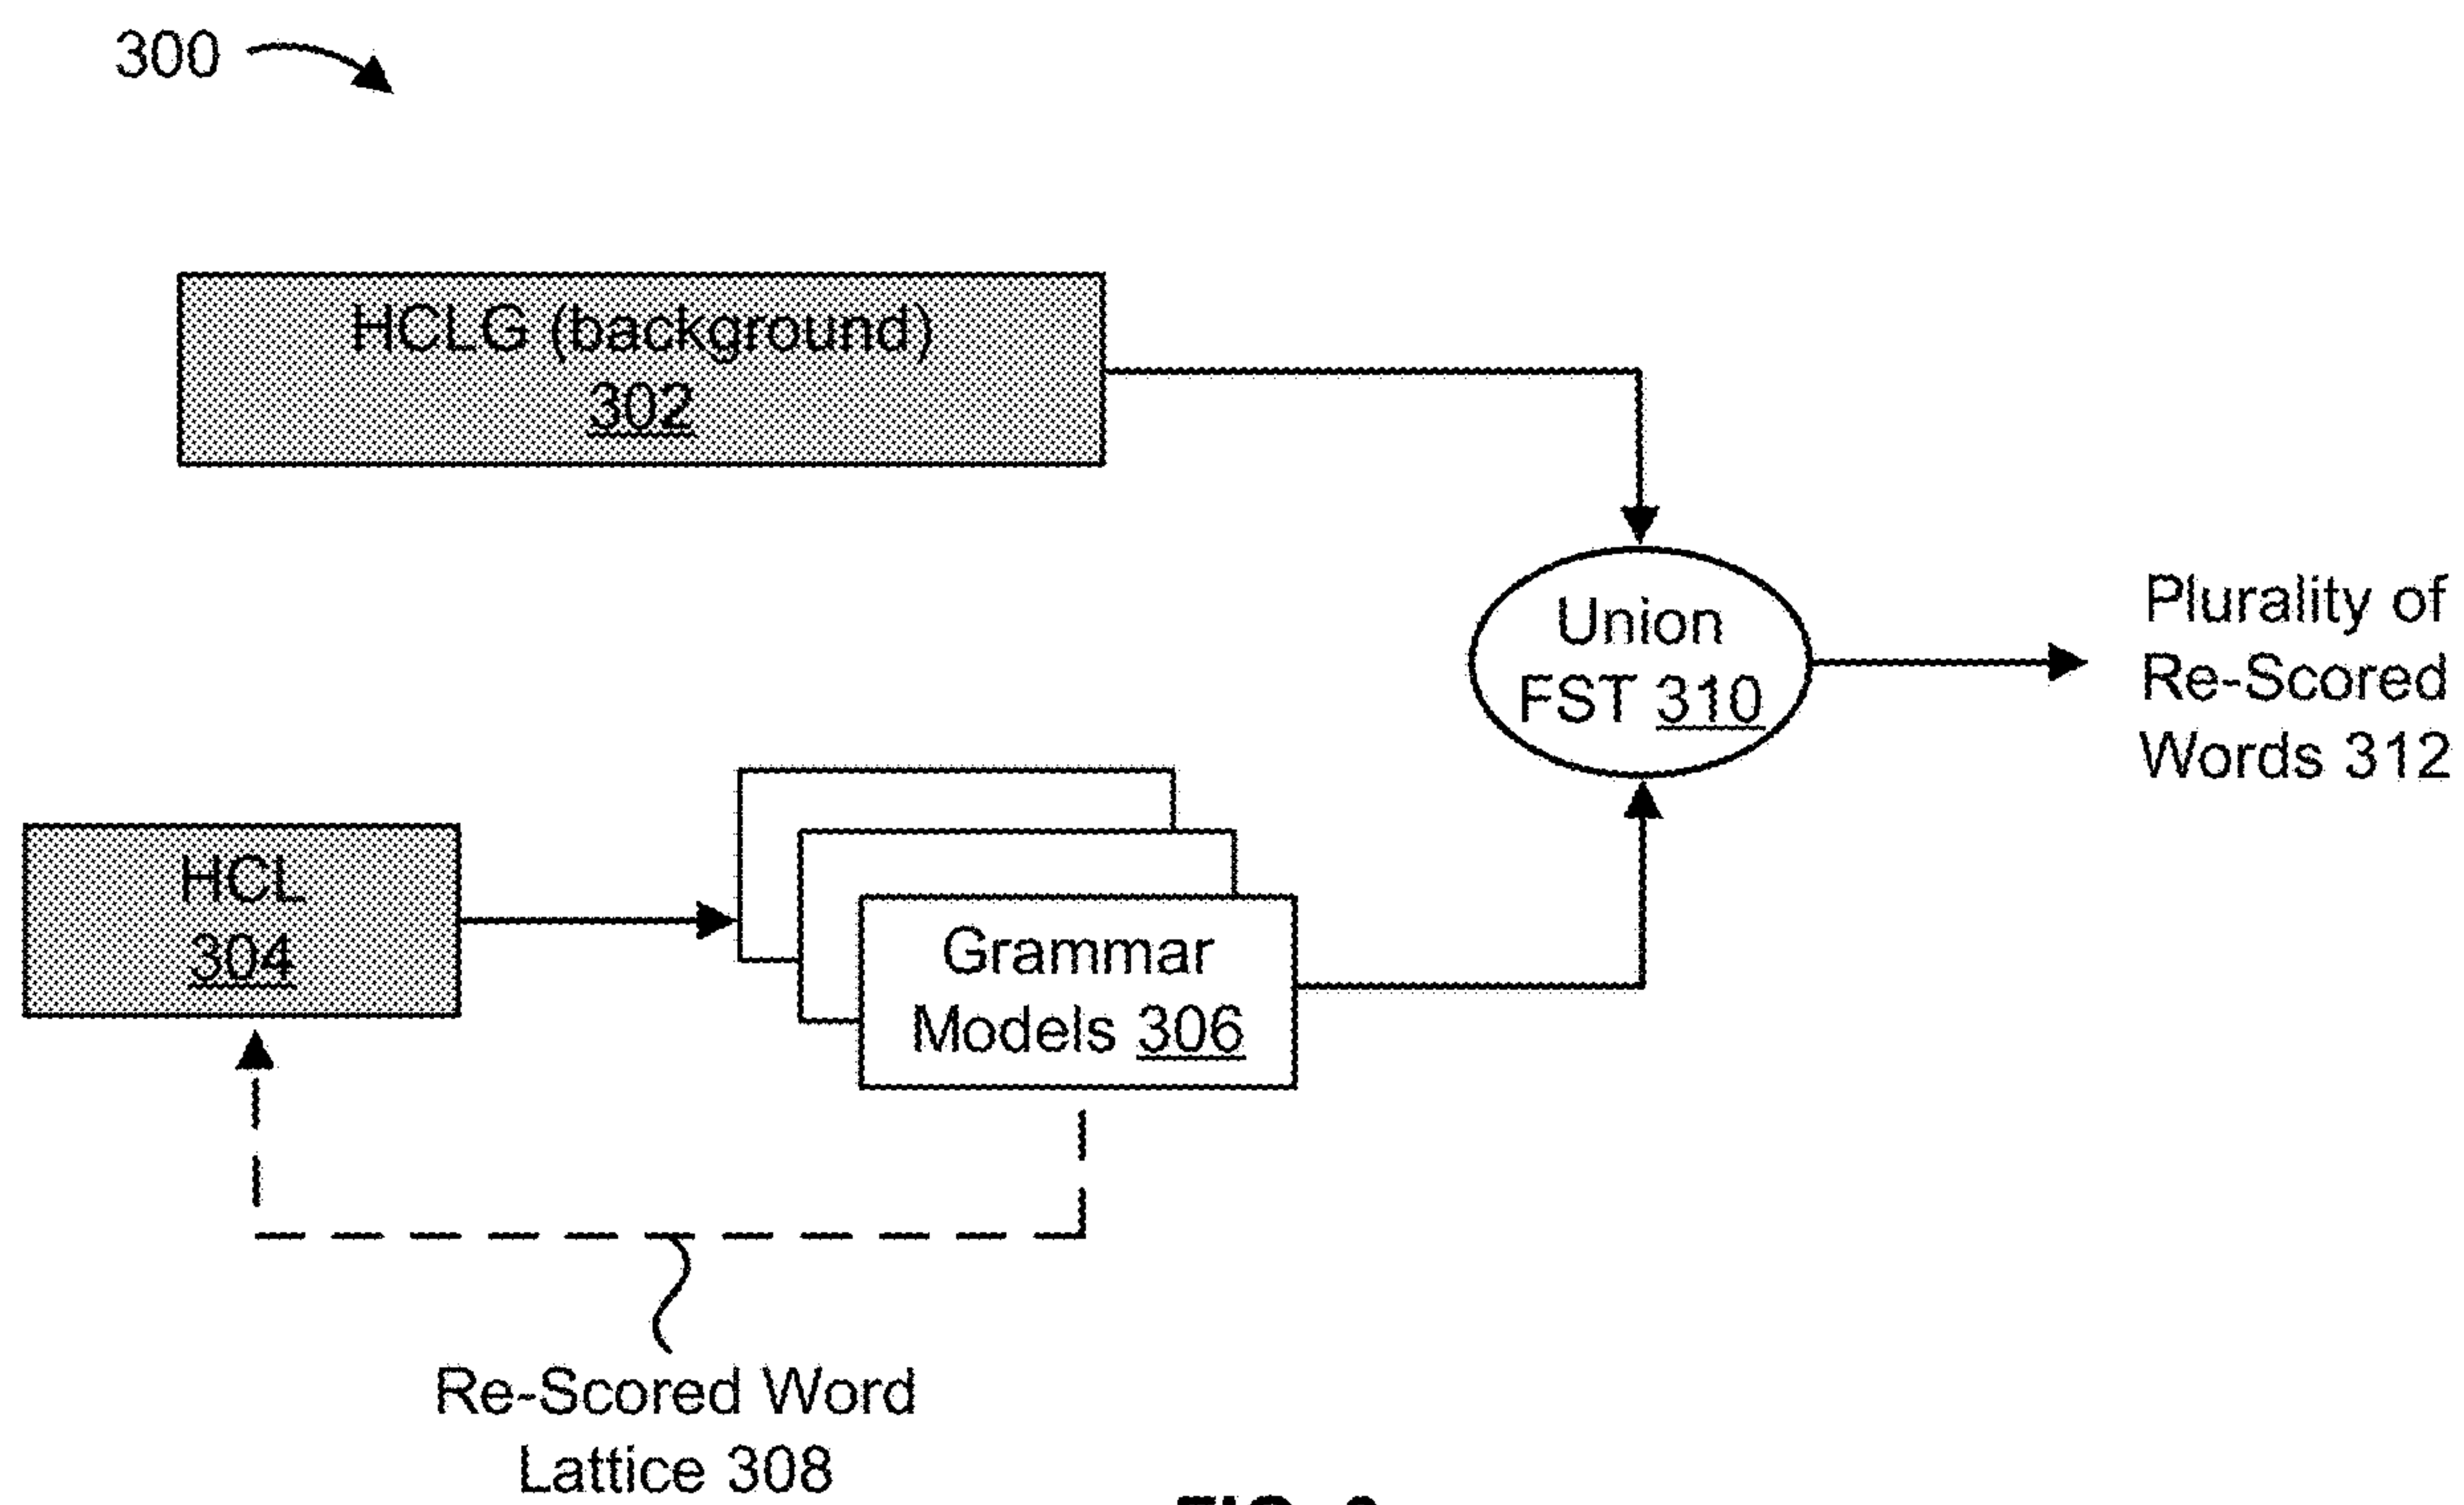 300
HCLG (background)
302
Union
FST 310
Plurality of
Re-Scored
Words 312
HCL
304
Grammar
Models 306
Re-Scored Word
Lattice 308